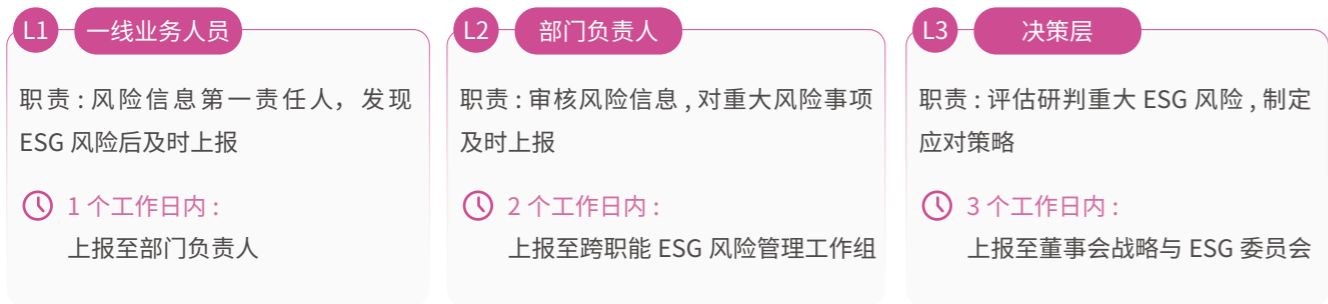 L1 一线业务人员
职责 : 风险信息第一责任人，发现
ESG 风险后及时上报
1 个工作日内 :
上报至部门负责人
L2 部门负责人
职责 : 审核风险信息 , 对重大风险事项
及时上报
2 个工作日内 :
上报至跨职能 ESG 风险管理工作组
L3 决策层
职责 : 评估研判重大 ESG 风险 , 制定
应对策略
3 个工作日内 :
上报至董事会战略与 ESG 委员会